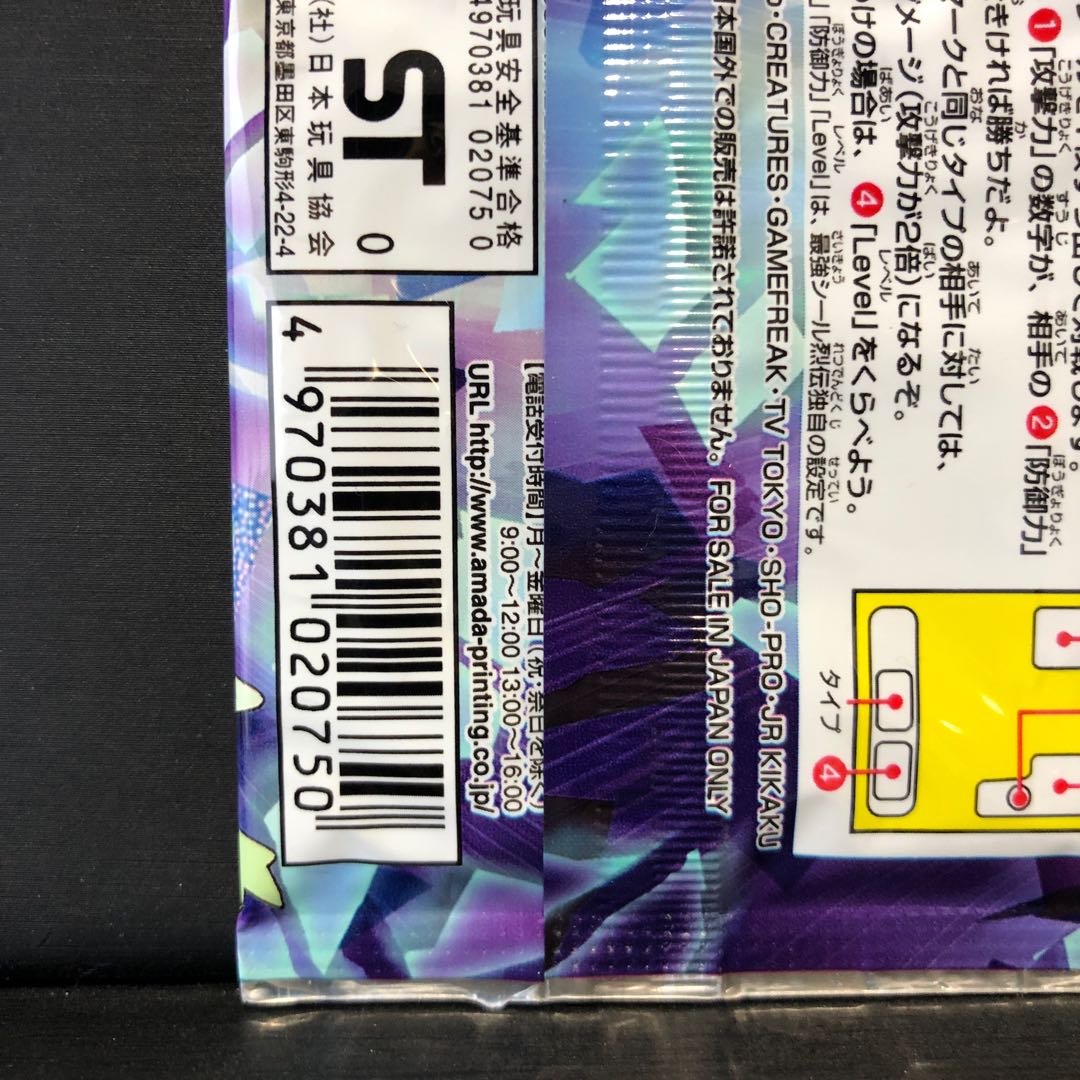 玩具安全基準合格
4970381 02075 0
ST
0
(社)日本玩具協会
東京都墨田区東駒形4-22-4
4 970381 020750
【電話受付時間】月〜金曜日(祝・祭日を除く)
9:00〜12:00 13:00〜16:00
URL http://www.amada-printing.co.jp/
きければ勝ちだよ。
❶「攻撃力」の数字が、相手の❷「防御力」
マークと同じタイプの相手に対しては、
メージ(攻撃力が2倍)になるぞ。
けの場合は、❹「Level」をくらべよう。
」「防御力」「Level」は、最強シール烈伝独自の設定です。
・CREATURES・GAMEFREAK・TV TOKYO・SHO-PRO・JR KIKAKU
本国外での販売は許諾されておりません。FOR SALE IN JAPAN ONLY
タイプ
❹